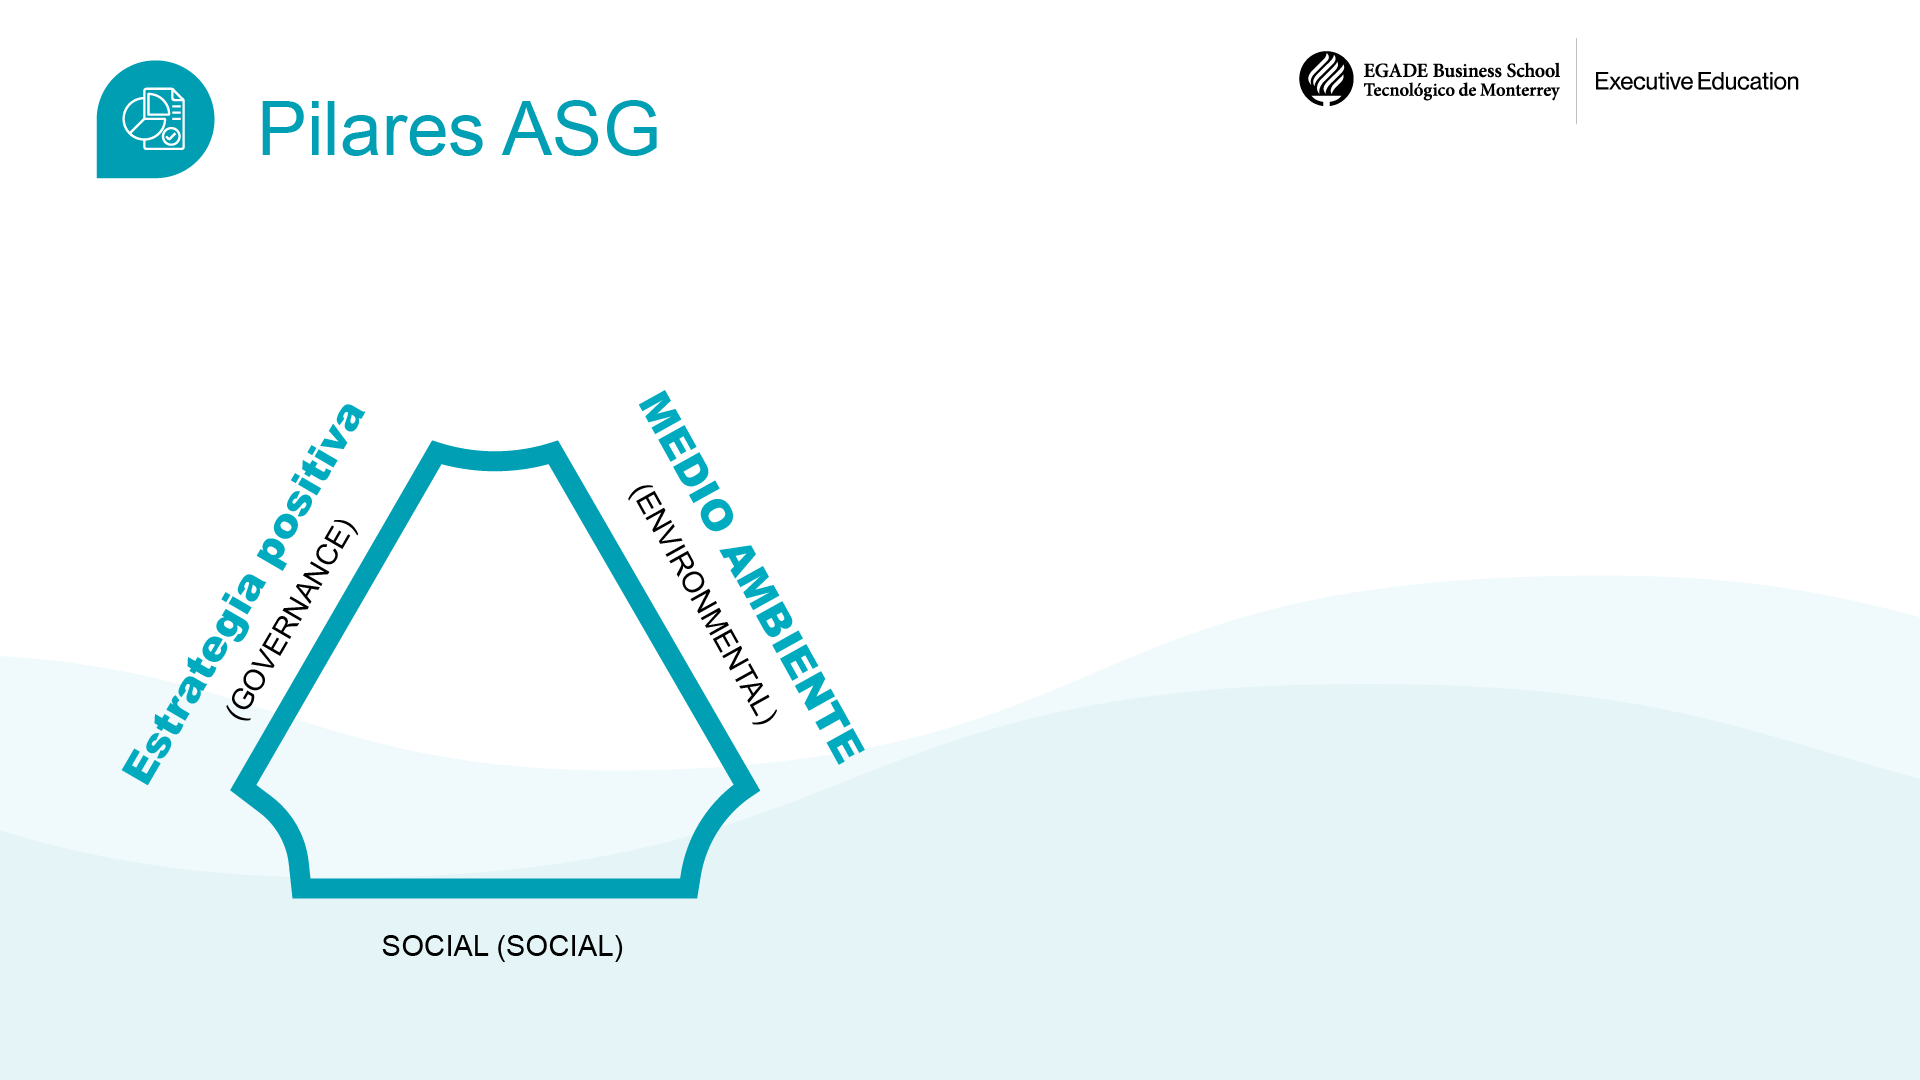 Pilares ASG
EGADE Business School
Tecnológico de Monterrey
Executive Education
Estrategia positiva
(GOVERNANCE)
MEDIO AMBIENTE
(ENVIRONMENTAL)
SOCIAL (SOCIAL)